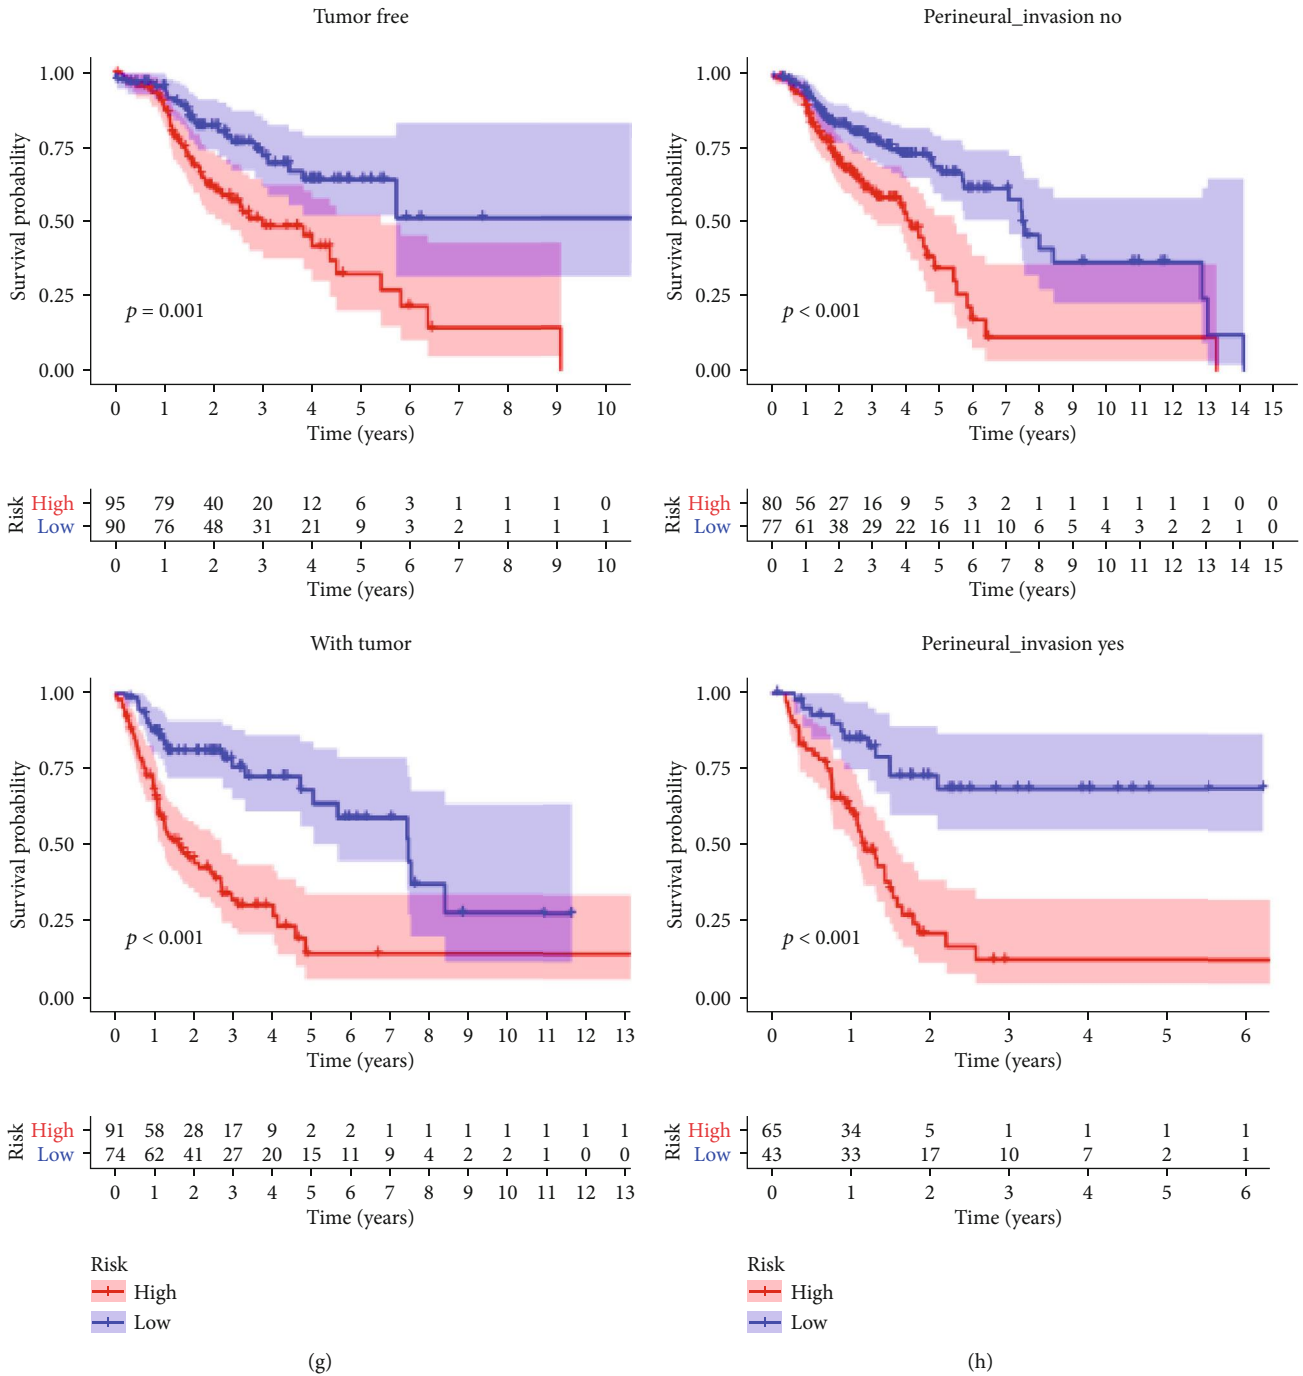 Tumor free
1.00
0.75
0.50
0.25
0.00
Survival probability
p = 0.001
0 1 2 3 4 5 6 7 8 9 10
Time (years)
Risk
High 95 79 40 20 12 6 3 1 1 1 0
Low 90 76 48 31 21 9 3 2 1 1 1
0 1 2 3 4 5 6 7 8 9 10
Time (years)
Perineural_invasion no
1.00
0.75
0.50
0.25
0.00
Survival probability
p < 0.001
0 1 2 3 4 5 6 7 8 9 10 11 12 13 14 15
Time (years)
Risk
High 80 56 27 16 9 5 3 2 1 1 1 1 1 1 0 0
Low 77 61 38 29 22 16 11 10 6 5 4 3 2 2 1 0
0 1 2 3 4 5 6 7 8 9 10 11 12 13 14 15
Time (years)
With tumor
1.00
0.75
0.50
0.25
0.00
Survival probability
p < 0.001
0 1 2 3 4 5 6 7 8 9 10 11 12 13
Time (years)
Risk
High 91 58 28 17 9 2 2 1 1 1 1 1 1 1
Low 74 62 41 27 20 15 11 9 4 2 2 1 0 0
0 1 2 3 4 5 6 7 8 9 10 11 12 13
Time (years)
Risk
High
Low
(g)
Perineural_invasion yes
1.00
0.75
0.50
0.25
0.00
Survival probability
p < 0.001
0 1 2 3 4 5 6
Time (years)
Risk
High 65 34 5 1 1 1 1
Low 43 33 17 10 7 2 1
0 1 2 3 4 5 6
Time (years)
Risk
High
Low
(h)